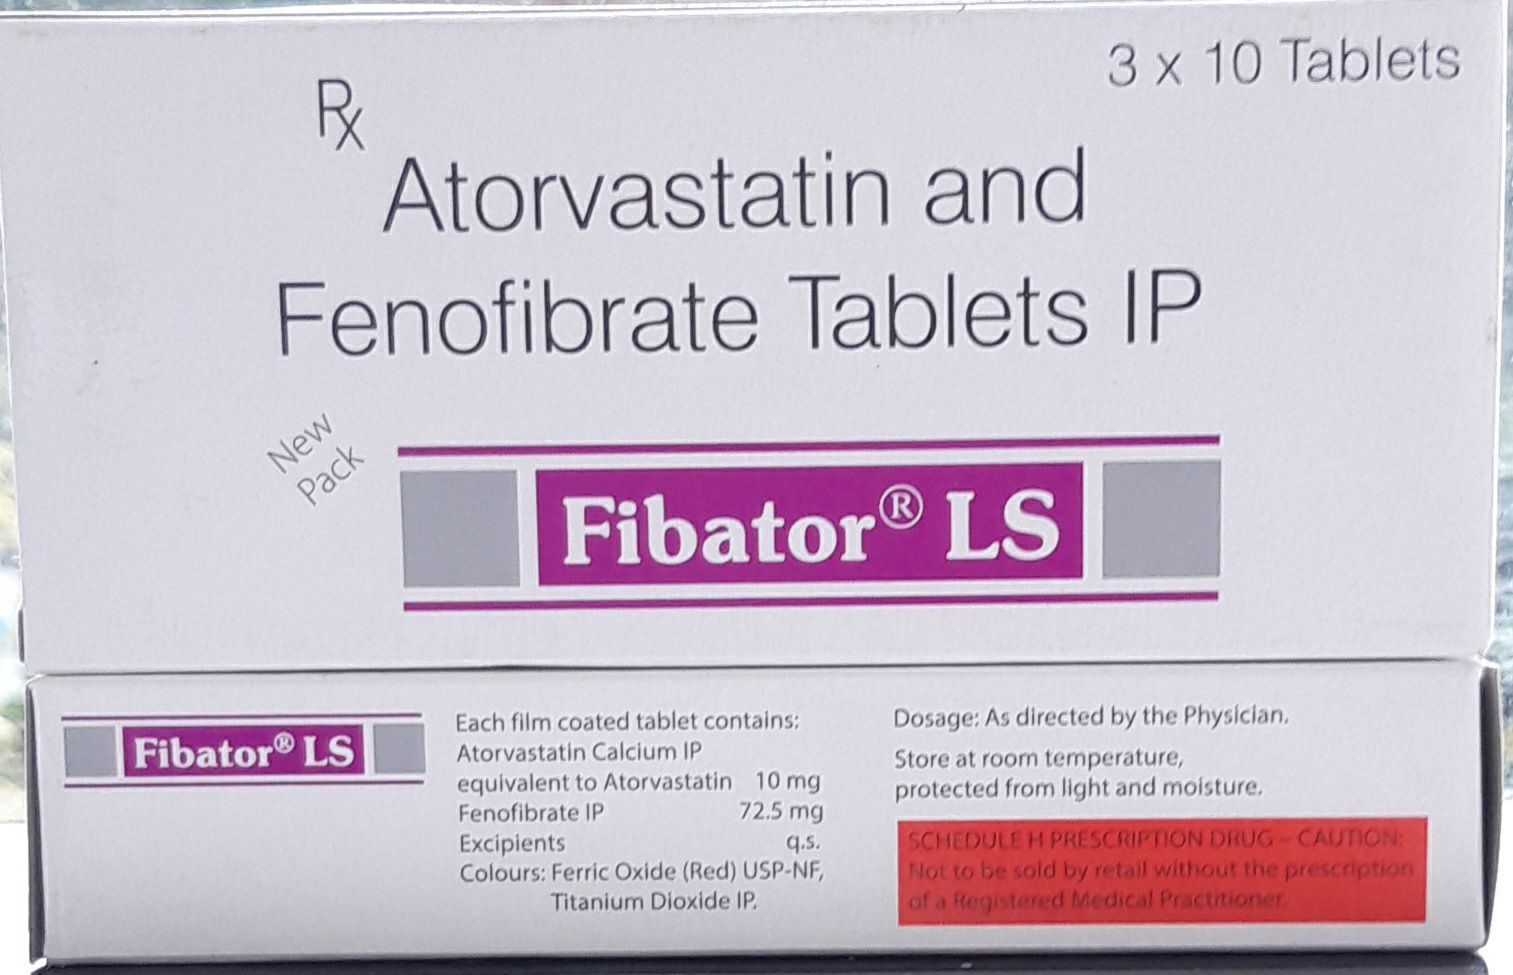 3 x 10 Tablets
Rx
Atorvastatin and
Fenofibrate Tablets IP
New
Pack
Fibator® LS
Fibator® LS
Each film coated tablet contains:
Atorvastatin Calcium IP
equivalent to Atorvastatin 10 mg
Fenofibrate IP 72.5 mg
Excipients q.s.
Colours: Ferric Oxide (Red) USP-NF,
Titanium Dioxide IP.
Dosage: As directed by the Physician.
Store at room temperature,
protected from light and moisture.
SCHEDULE H PRESCRIPTION DRUG – CAUTION:
Not to be sold by retail without the prescription
of a Registered Medical Practitioner.